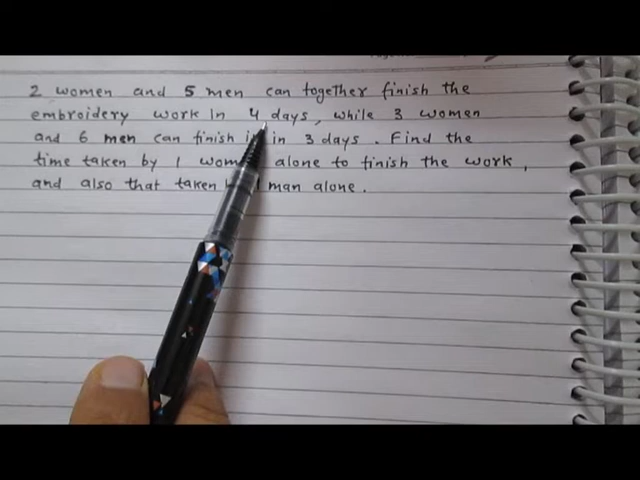 2 women and 5 men can together finish the
embroidery work in 4 days, while 3 women
and 6 men can finish in 3 days. Find the
time taken by 1 alone to finish the work,
and also that taken 1 man alone.